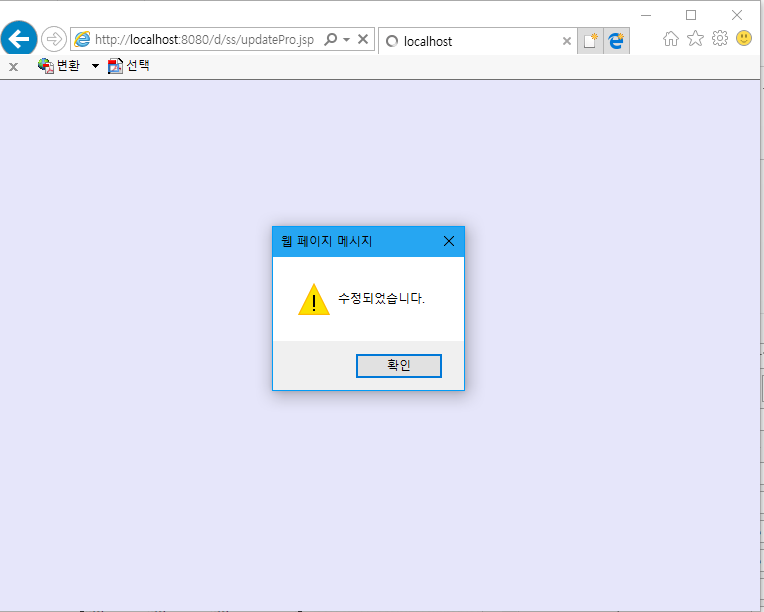 http://localhost:8080/d/ss/updatePro.jsp
localhost
x 변환 선택
웹 페이지 메시지
수정되었습니다.
확인